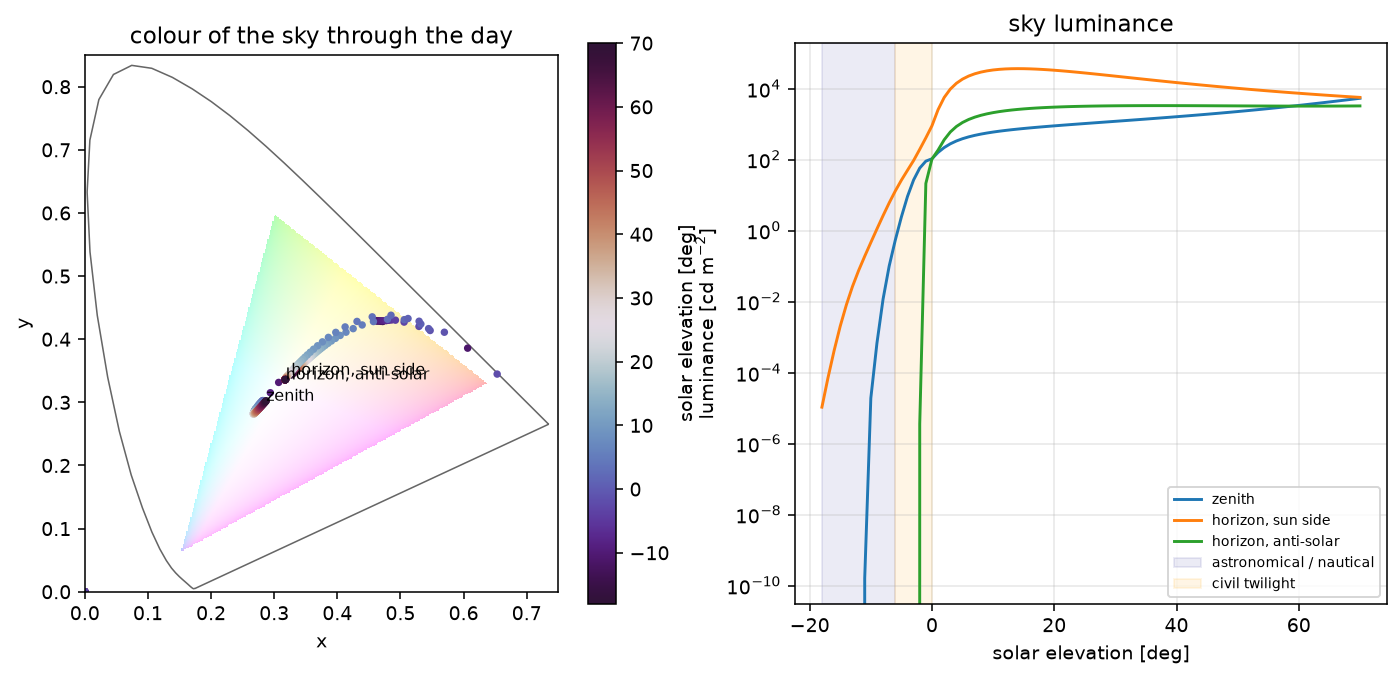 colour of the sky through the day
0.8
0.7
0.6
0.5
0.4
0.3
0.2
0.1
0.0
y
0.0 0.1 0.2 0.3 0.4 0.5 0.6 0.7
x
horizon, sun side
horizon, anti-solar
zenith
70
60
50
40
30
20
10
0
−10
solar elevation [deg]
sky luminance
luminance [cd m⁻²]
10⁴
10²
10⁰
10⁻²
10⁻⁴
10⁻⁶
10⁻⁸
10⁻¹⁰
−20 0 20 40 60
solar elevation [deg]
zenith
horizon, sun side
horizon, anti-solar
astronomical / nautical
civil twilight